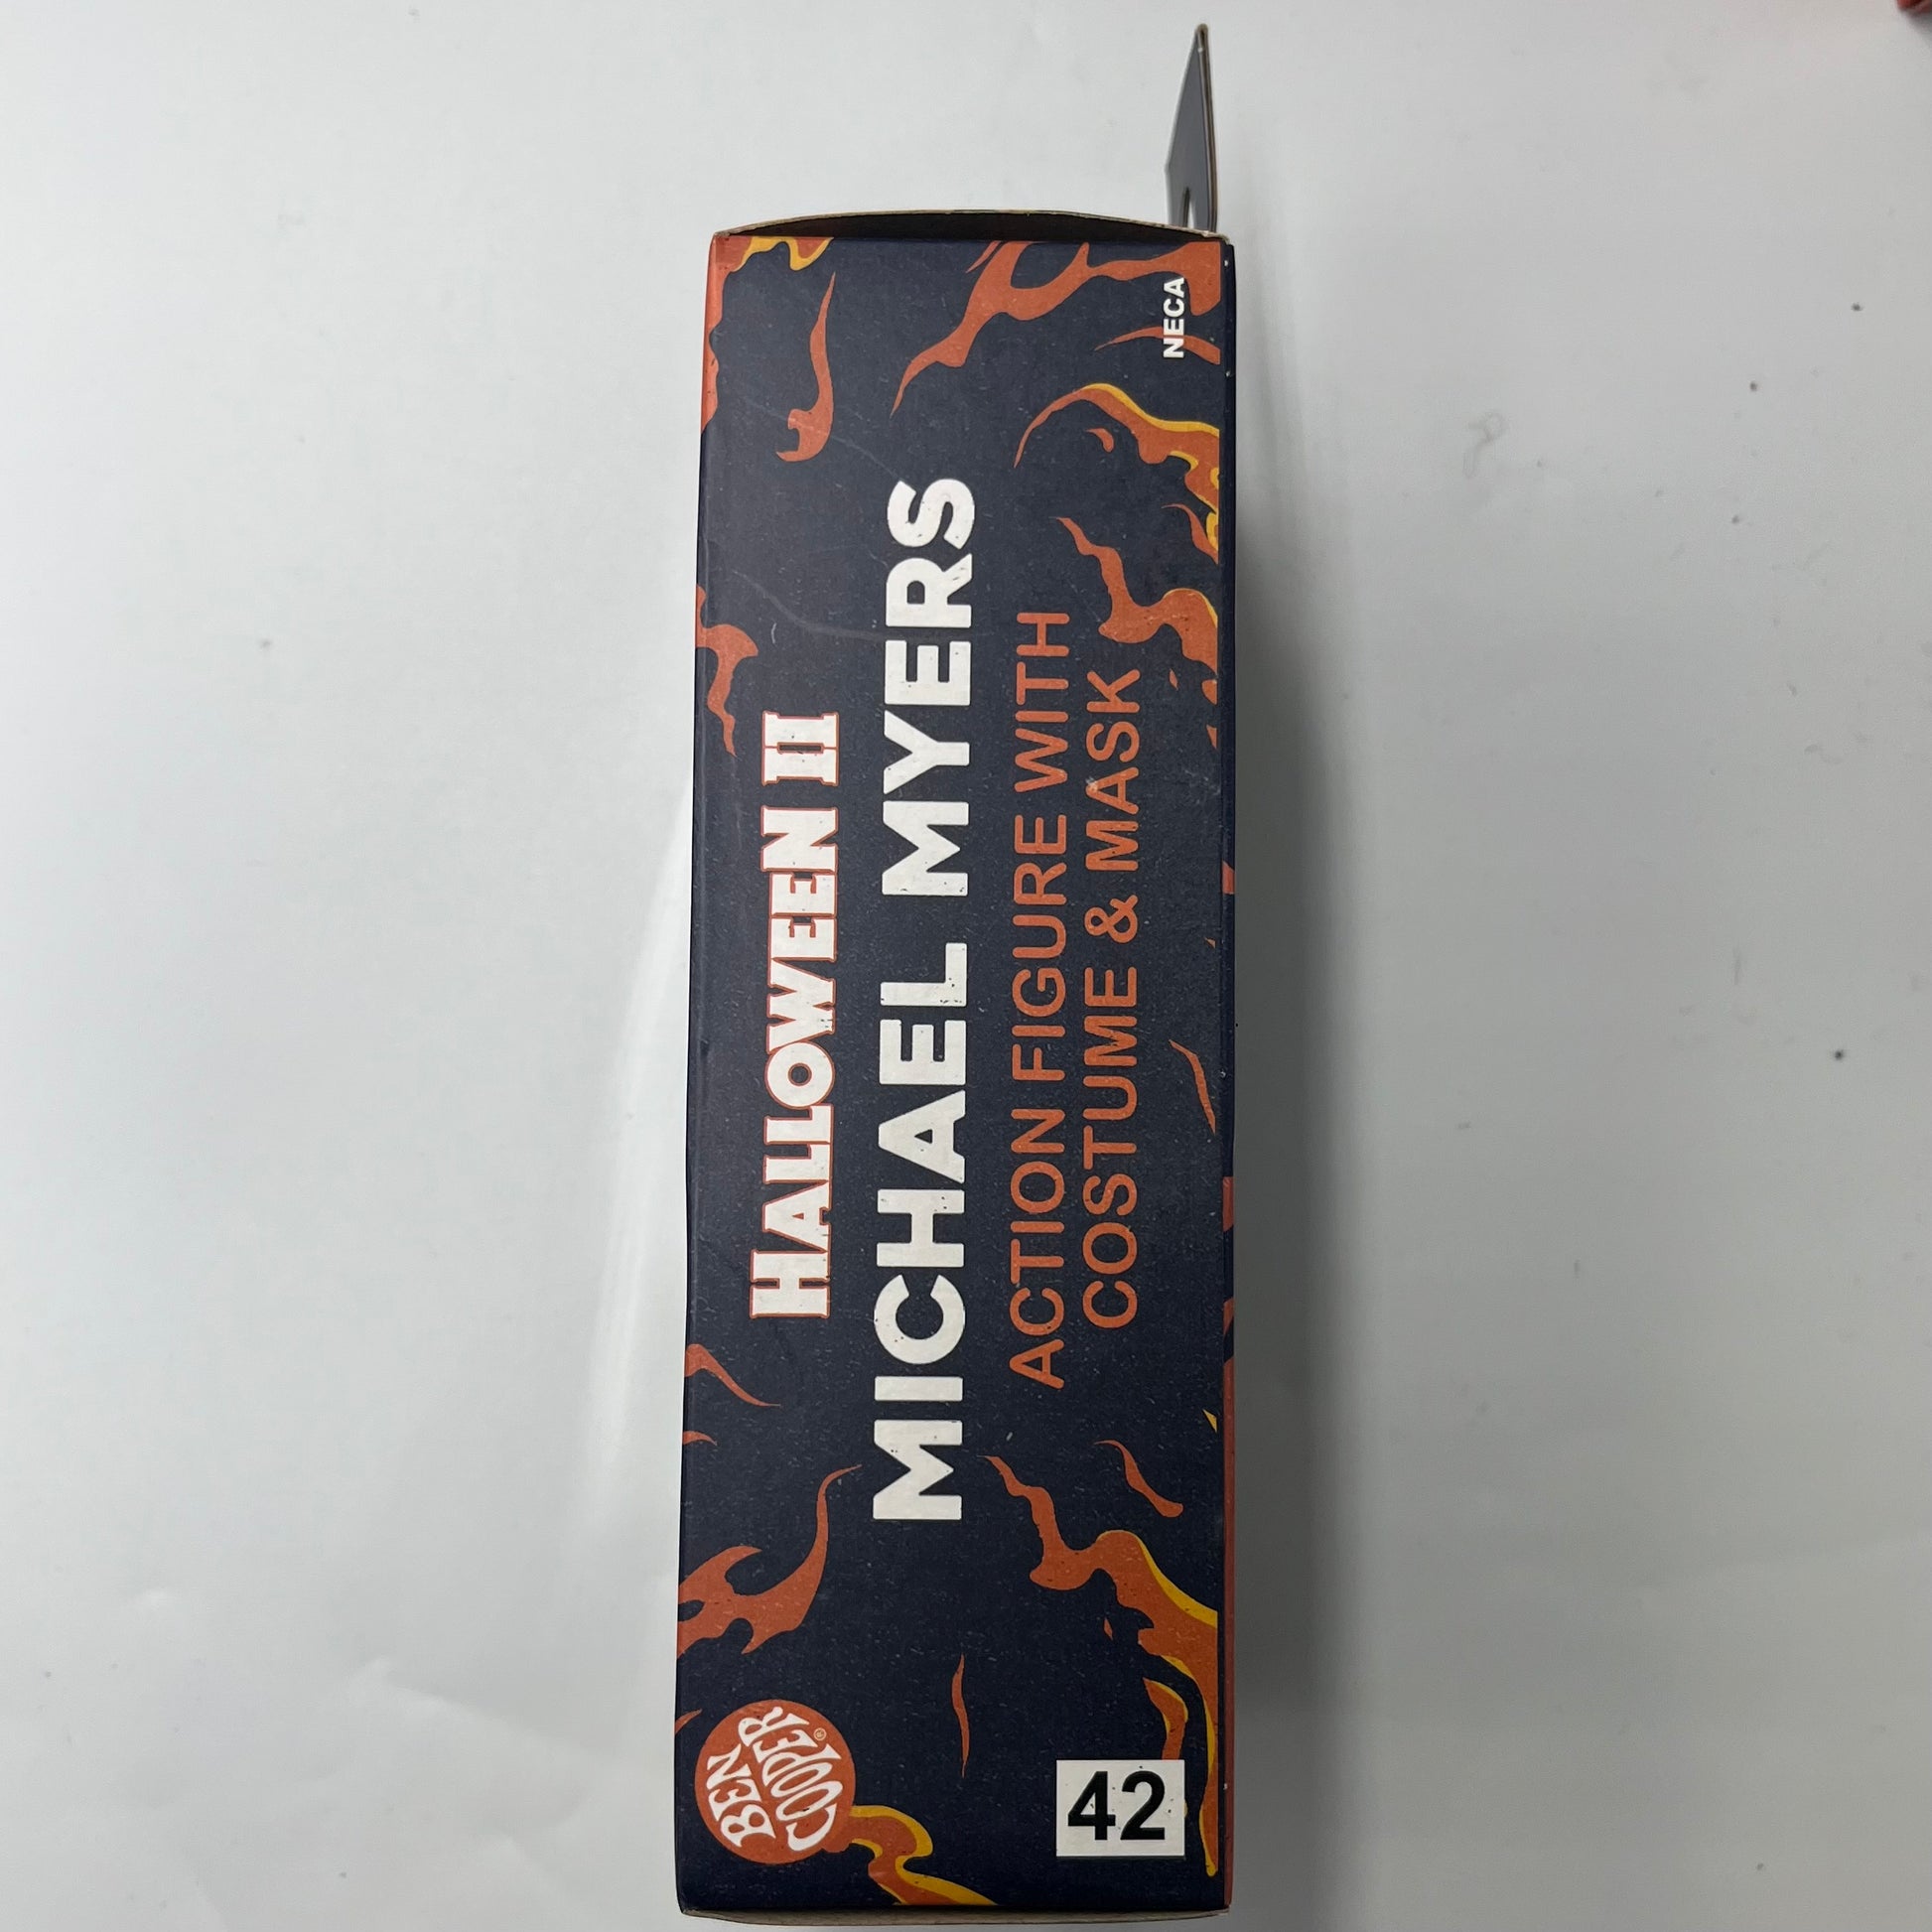 HALLOWEEN II
MICHAEL MYERS
ACTION FIGURE WITH
COSTUME & MASK
NECA
BEN
COOPER®
42